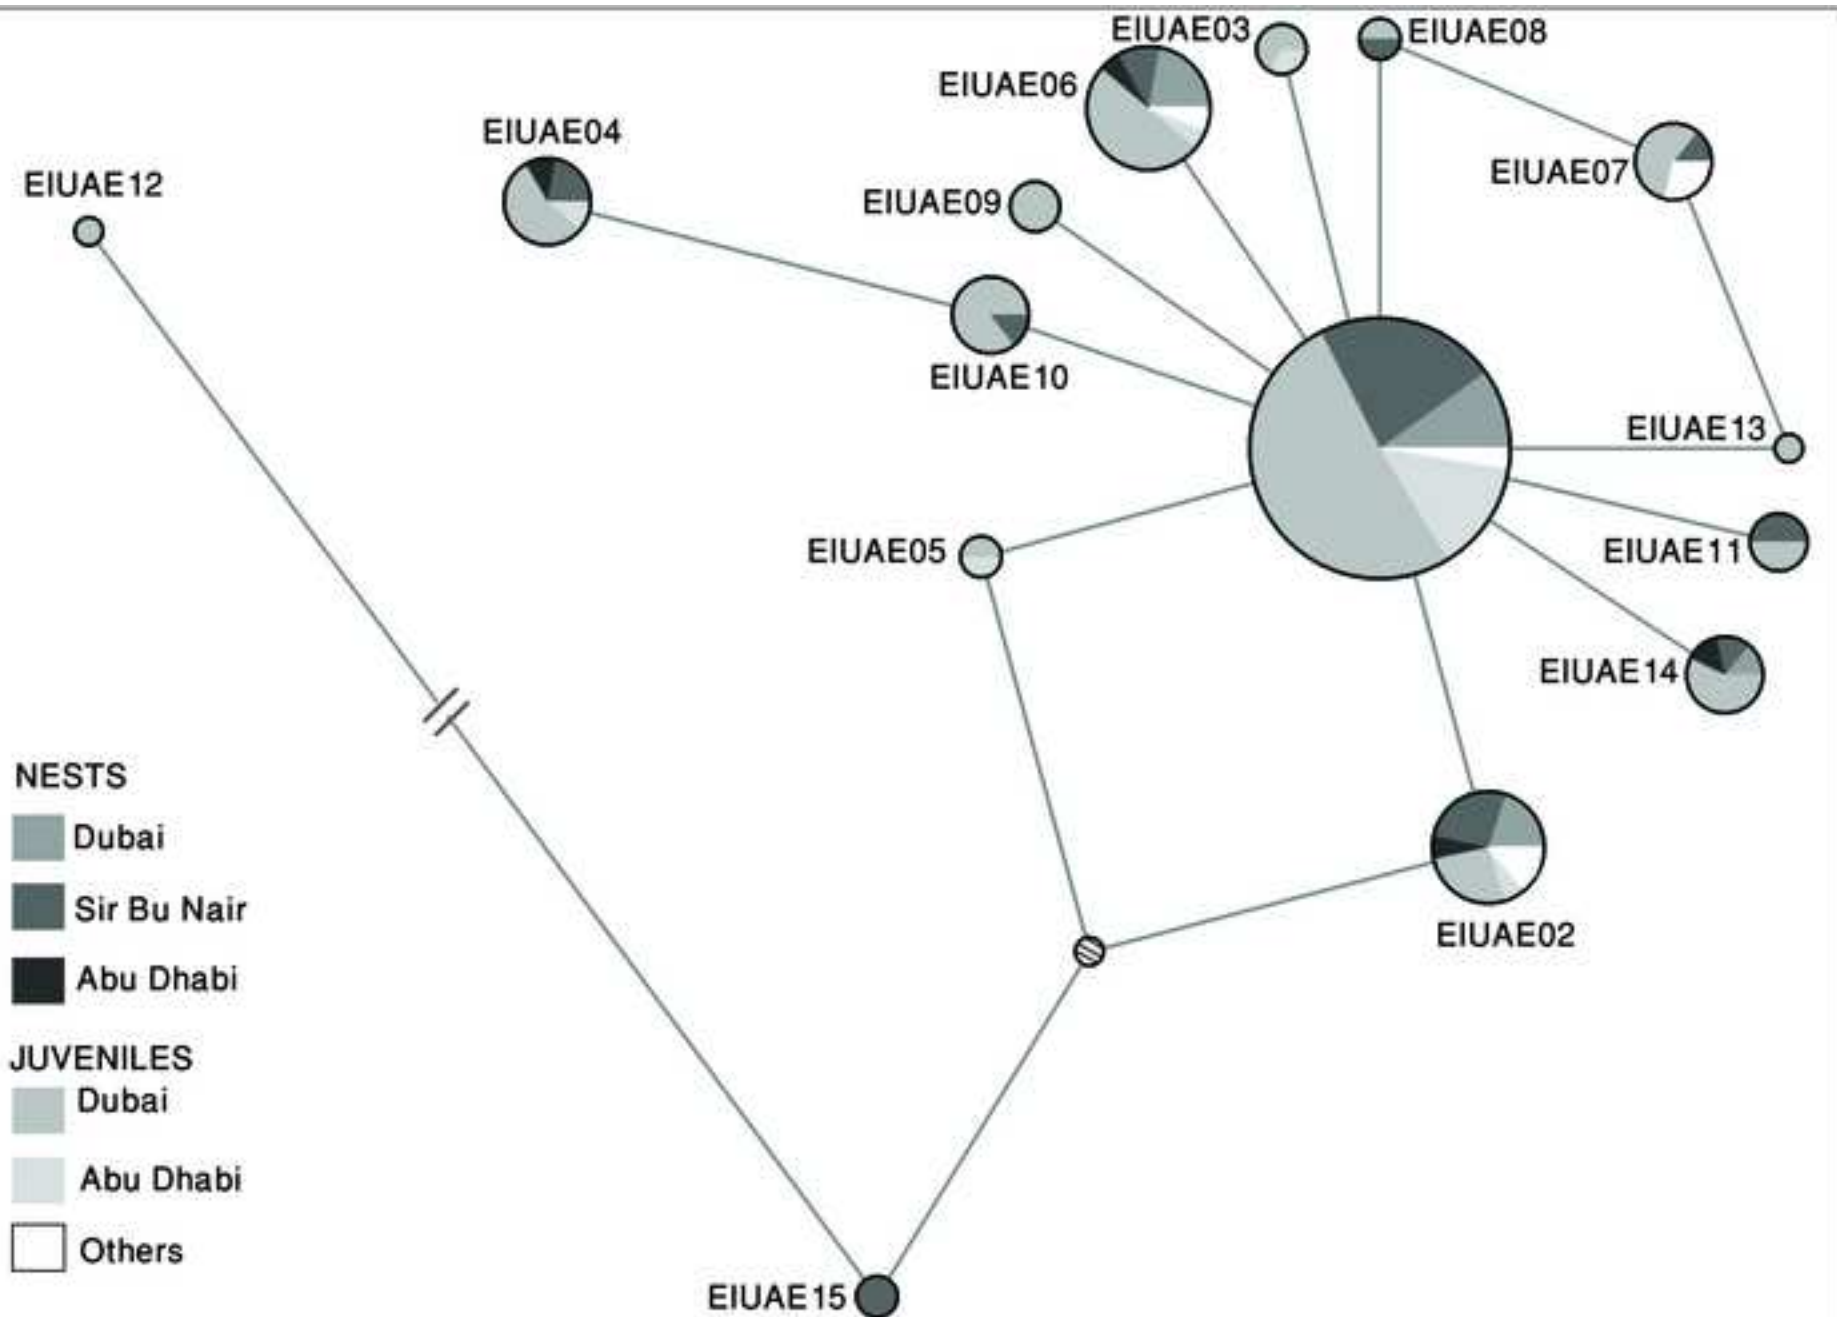 EIUAE03
EIUAE08
EIUAE06
EIUAE04
EIUAE07
EIUAE12
EIUAE09
EIUAE10
EIUAE13
EIUAE05
EIUAE11
EIUAE14
NESTS
Dubai
Sir Bu Nair
EIUAE02
Abu Dhabi
JUVENILES
Dubai
Abu Dhabi
Others
EIUAE15